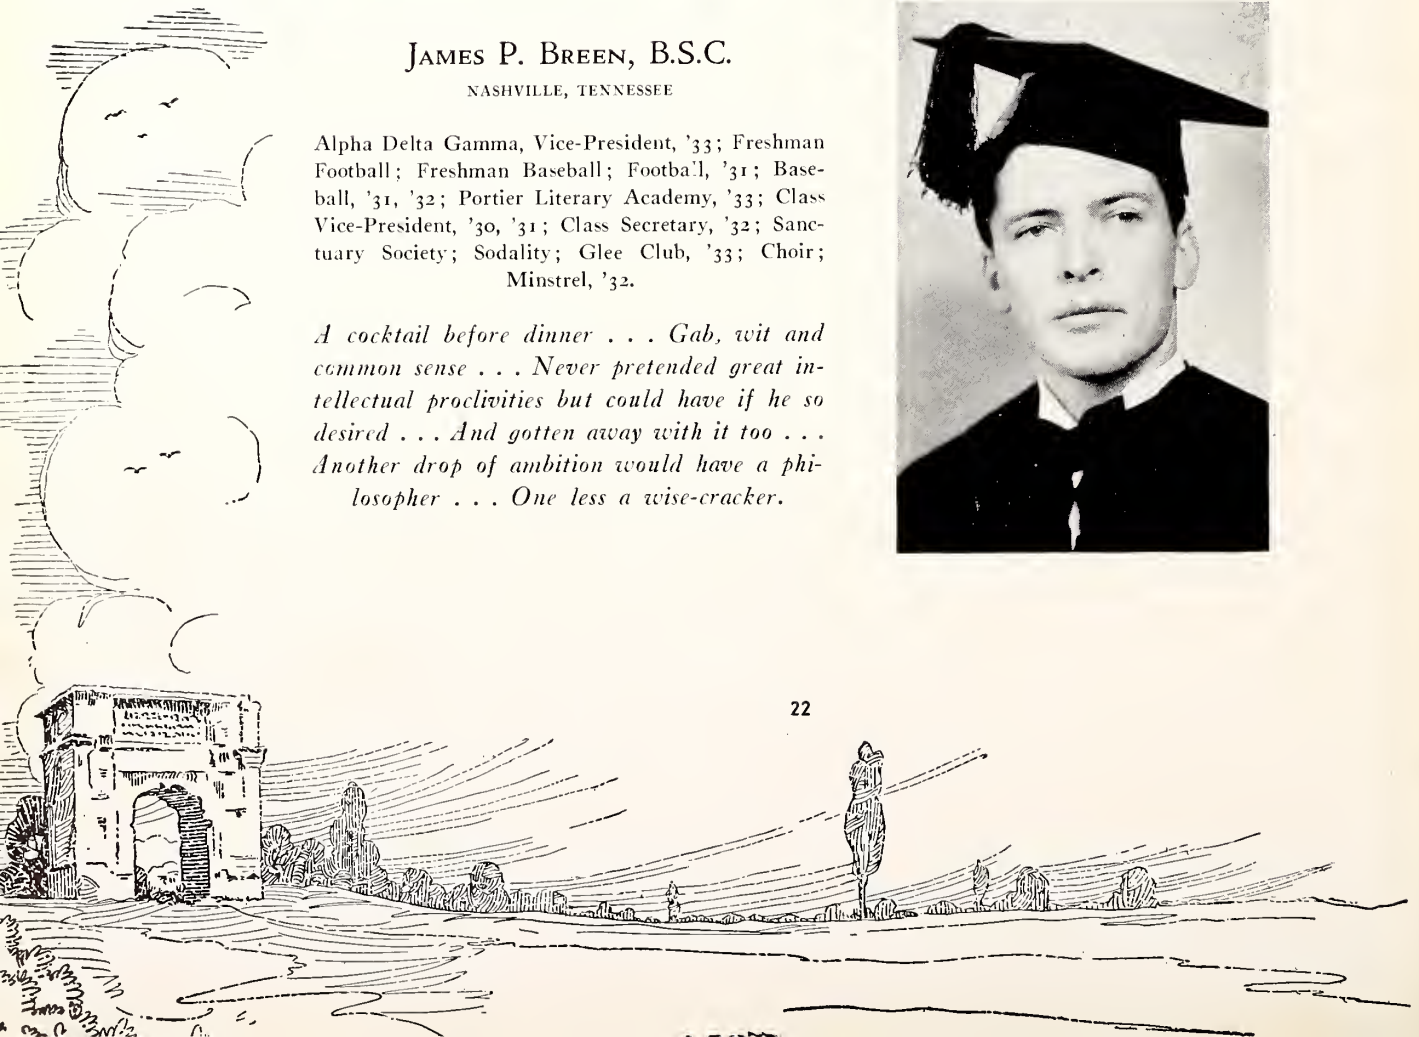 JAMES P. BREEN, B.S.C.
NASHVILLE, TENNESSEE
Alpha Delta Gamma, Vice-President, '33; Freshman
Football; Freshman Baseball; Football, '31; Base-
ball, '31, '32; Portier Literary Academy, '33; Class
Vice-President, '30, '31; Class Secretary, '32; Sanc-
tuary Society; Sodality; Glee Club, '33; Choir;
Minstrel, '32.
A cocktail before dinner . . . Gab, wit and
common sense . . . Never pretended great in-
tellectual proclivities but could have if he so
desired . . . And gotten away with it too . . .
Another drop of ambition would have a phi-
losopher . . . One less a wise-cracker.
22